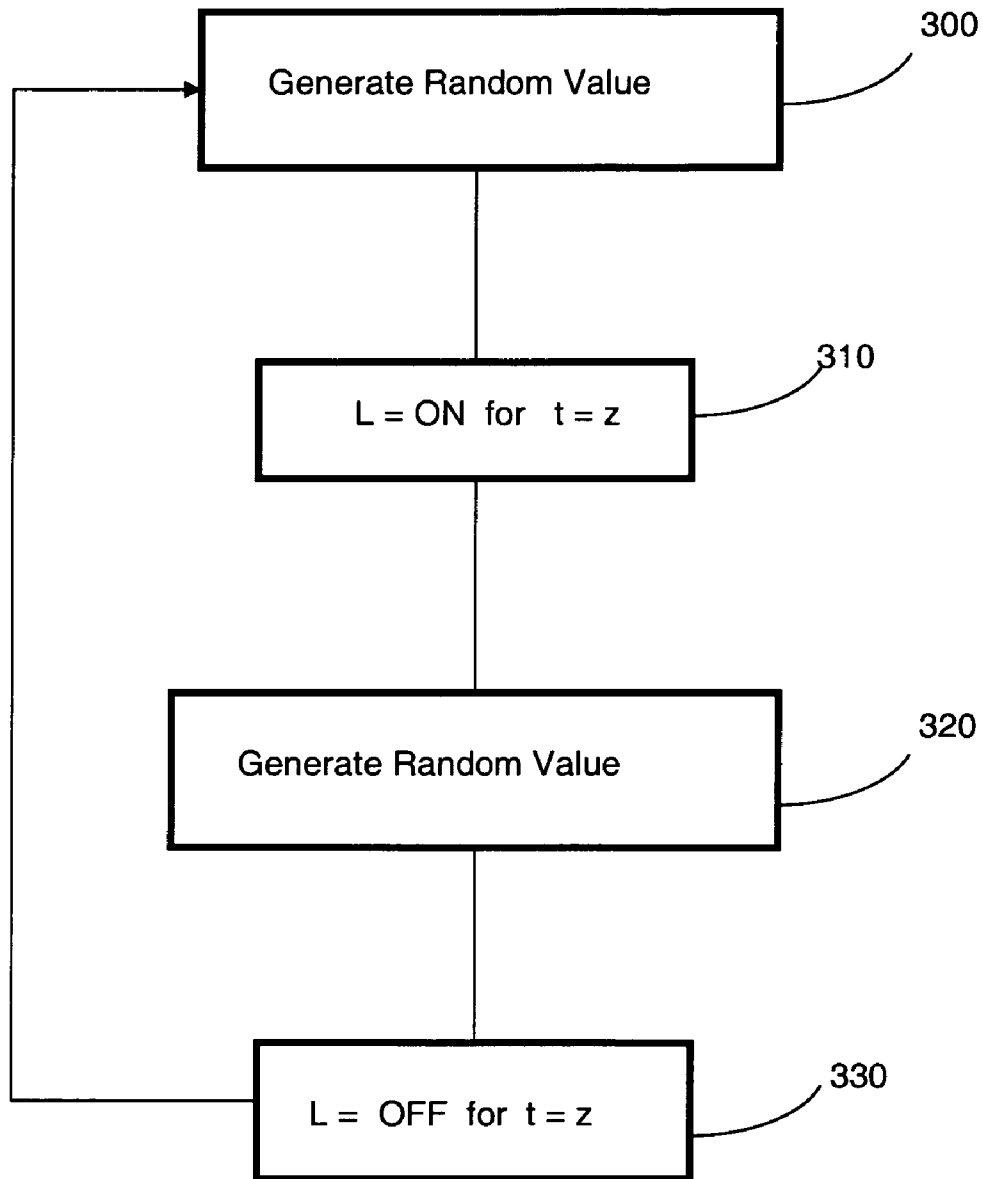 300
Generate Random Value
310
L = ON for t = z
320
Generate Random Value
330
L = OFF for t = z